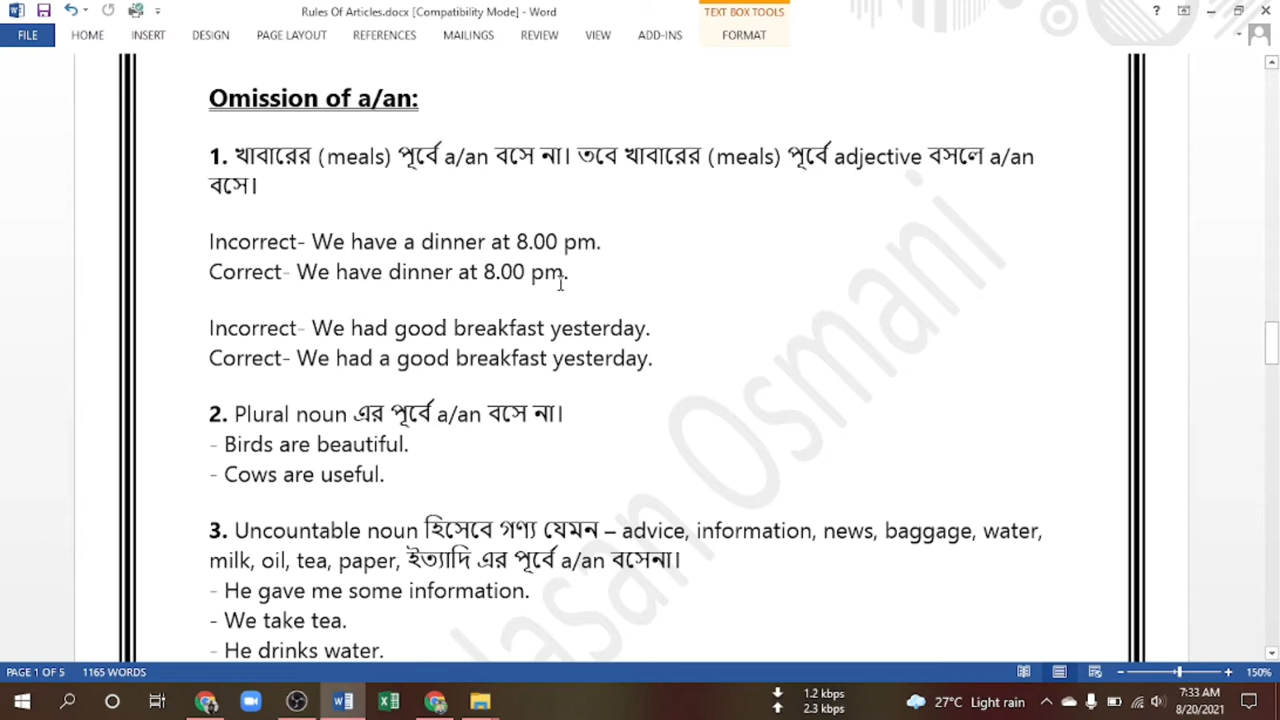 Rules Of Articles.docx [Compatibility Mode] - Word
TEXT BOX TOOLS
?
FILE HOME INSERT DESIGN PAGE LAYOUT REFERENCES MAILINGS REVIEW VIEW ADD-INS FORMAT
Omission of a/an:
1. খাবারের (meals) পূর্বে a/an বসে না। তবে খাবারের (meals) পূর্বে adjective বসলে a/an
বসে।
Incorrect- We have a dinner at 8.00 pm.
Correct- We have dinner at 8.00 pm.
Incorrect- We had good breakfast yesterday.
Correct- We had a good breakfast yesterday.
2. Plural noun এর পূর্বে a/an বসে না।
- Birds are beautiful.
- Cows are useful.
3. Uncountable noun হিসেবে গণ্য যেমন – advice, information, news, baggage, water,
milk, oil, tea, paper, ইত্যাদি এর পূর্বে a/an বসেনা।
- He gave me some information.
- We take tea.
- He drinks water.
Hasan Osmani
PAGE 1 OF 5 1165 WORDS 150%
1.2 kbps
2.3 kbps
27°C Light rain
7:33 AM
8/20/2021